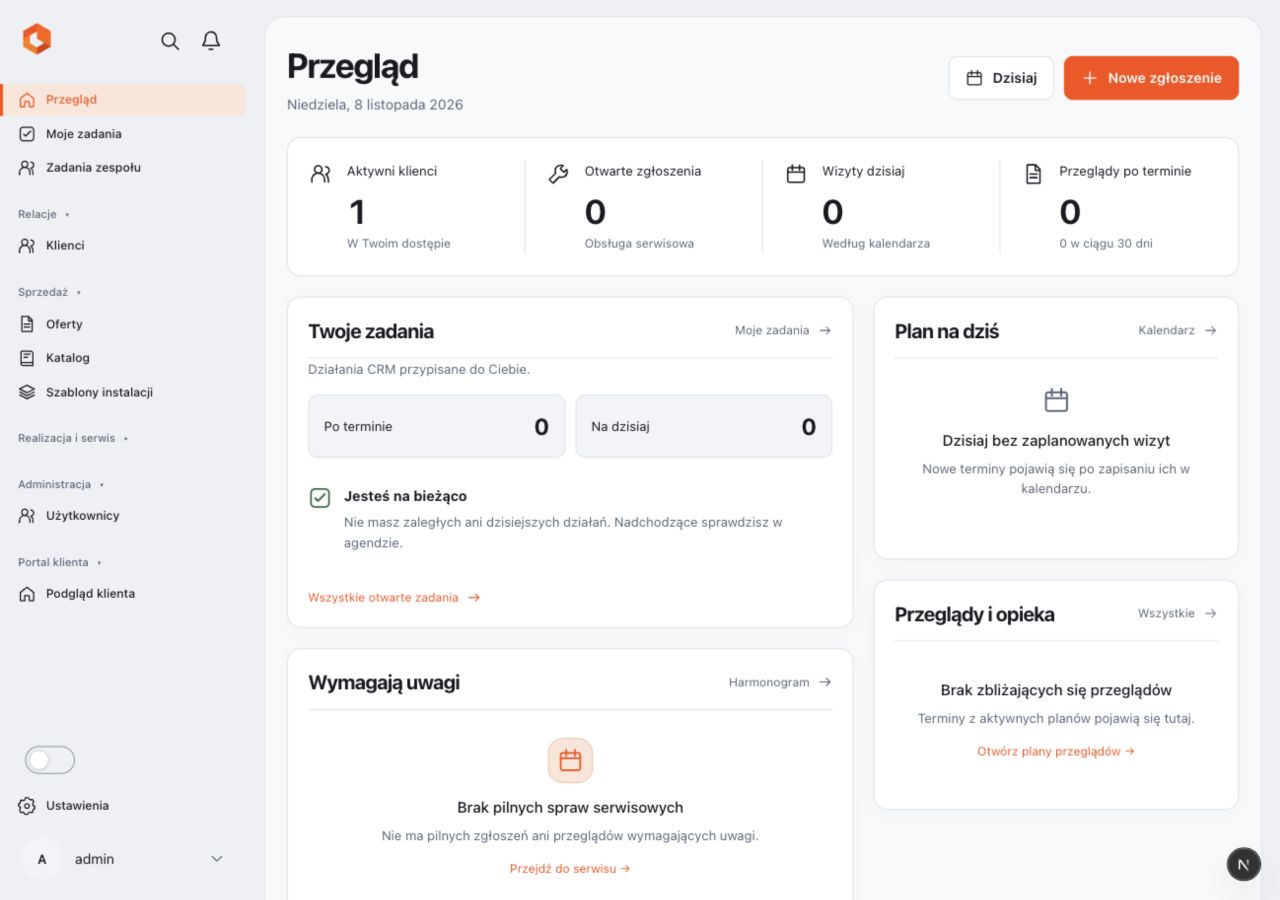 Przegląd
Moje zadania
Zadania zespołu
Relacje
Klienci
Sprzedaż
Oferty
Katalog
Szablony instalacji
Realizacja i serwis
Administracja
Użytkownicy
Portal klienta
Podgląd klienta
Ustawienia
A admin
Przegląd
Niedziela, 8 listopada 2026
Dzisiaj
Nowe zgłoszenie
Aktywni klienci
1
W Twoim dostępie
Otwarte zgłoszenia
0
Obsługa serwisowa
Wizyty dzisiaj
0
Według kalendarza
Przeglądy po terminie
0
0 w ciągu 30 dni
Twoje zadania
Moje zadania →
Działania CRM przypisane do Ciebie.
Po terminie 0
Na dzisiaj 0
Jesteś na bieżąco
Nie masz zaległych ani dzisiejszych działań. Nadchodzące sprawdzisz w
agendzie.
Wszystkie otwarte zadania →
Wymagają uwagi
Harmonogram →
Brak pilnych spraw serwisowych
Nie ma pilnych zgłoszeń ani przeglądów wymagających uwagi.
Przejdź do serwisu →
Plan na dziś
Kalendarz →
Dzisiaj bez zaplanowanych wizyt
Nowe terminy pojawią się po zapisaniu ich w
kalendarzu.
Przeglądy i opieka
Wszystkie →
Brak zbliżających się przeglądów
Terminy z aktywnych planów pojawią się tutaj.
Otwórz plany przeglądów →
N